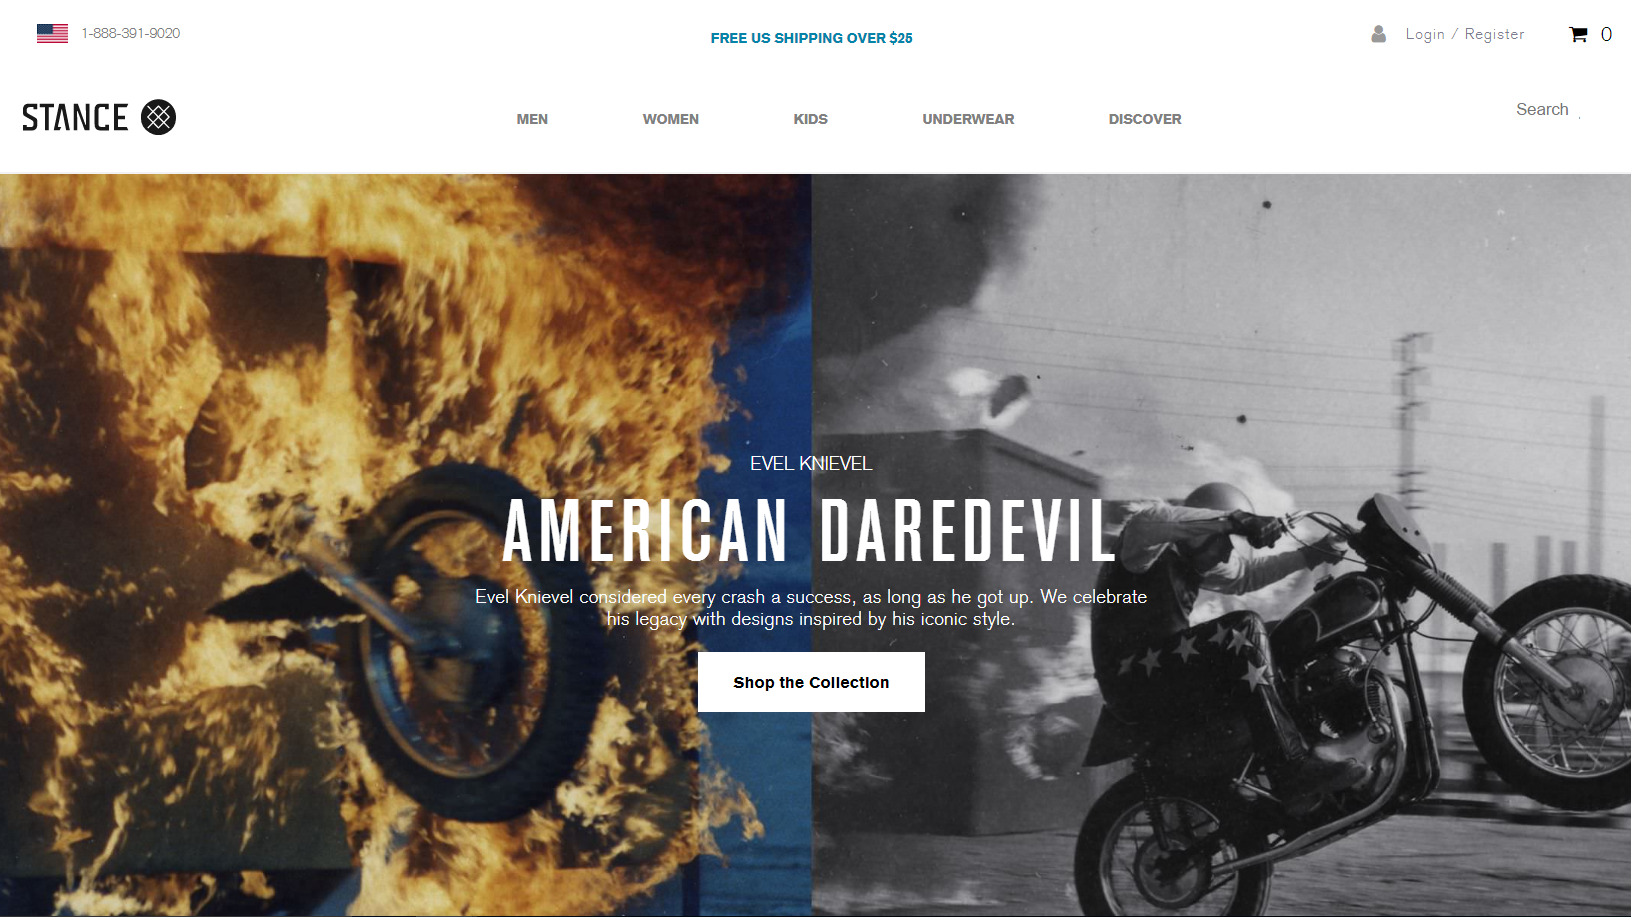 1-888-391-9020
FREE US SHIPPING OVER $25
Login / Register
0
STANCE
MEN
WOMEN
KIDS
UNDERWEAR
DISCOVER
Search
EVEL KNIEVEL
AMERICAN DAREDEVIL
Evel Knievel considered every crash a success, as long as he got up. We celebrate
his legacy with designs inspired by his iconic style.
Shop the Collection